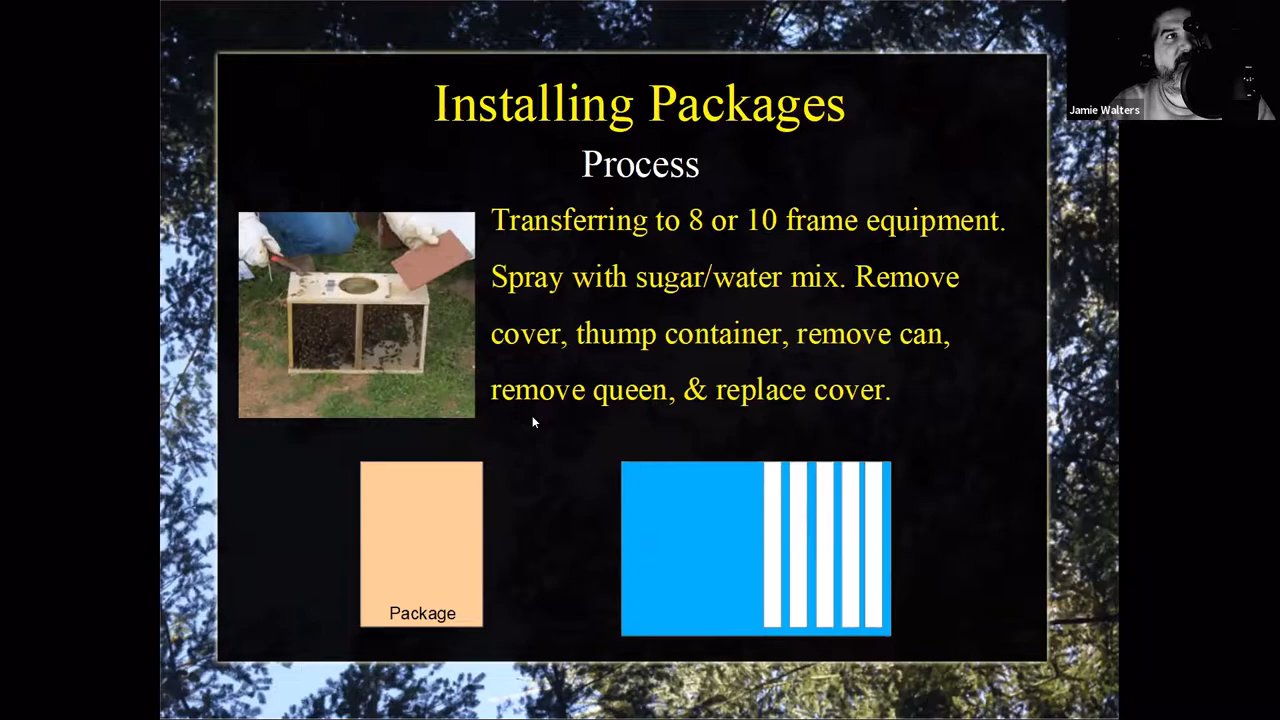 Installing Packages
Process
Transferring to 8 or 10 frame equipment.
Spray with sugar/water mix. Remove
cover, thump container, remove can,
remove queen, & replace cover.
Package
Jamie Walters